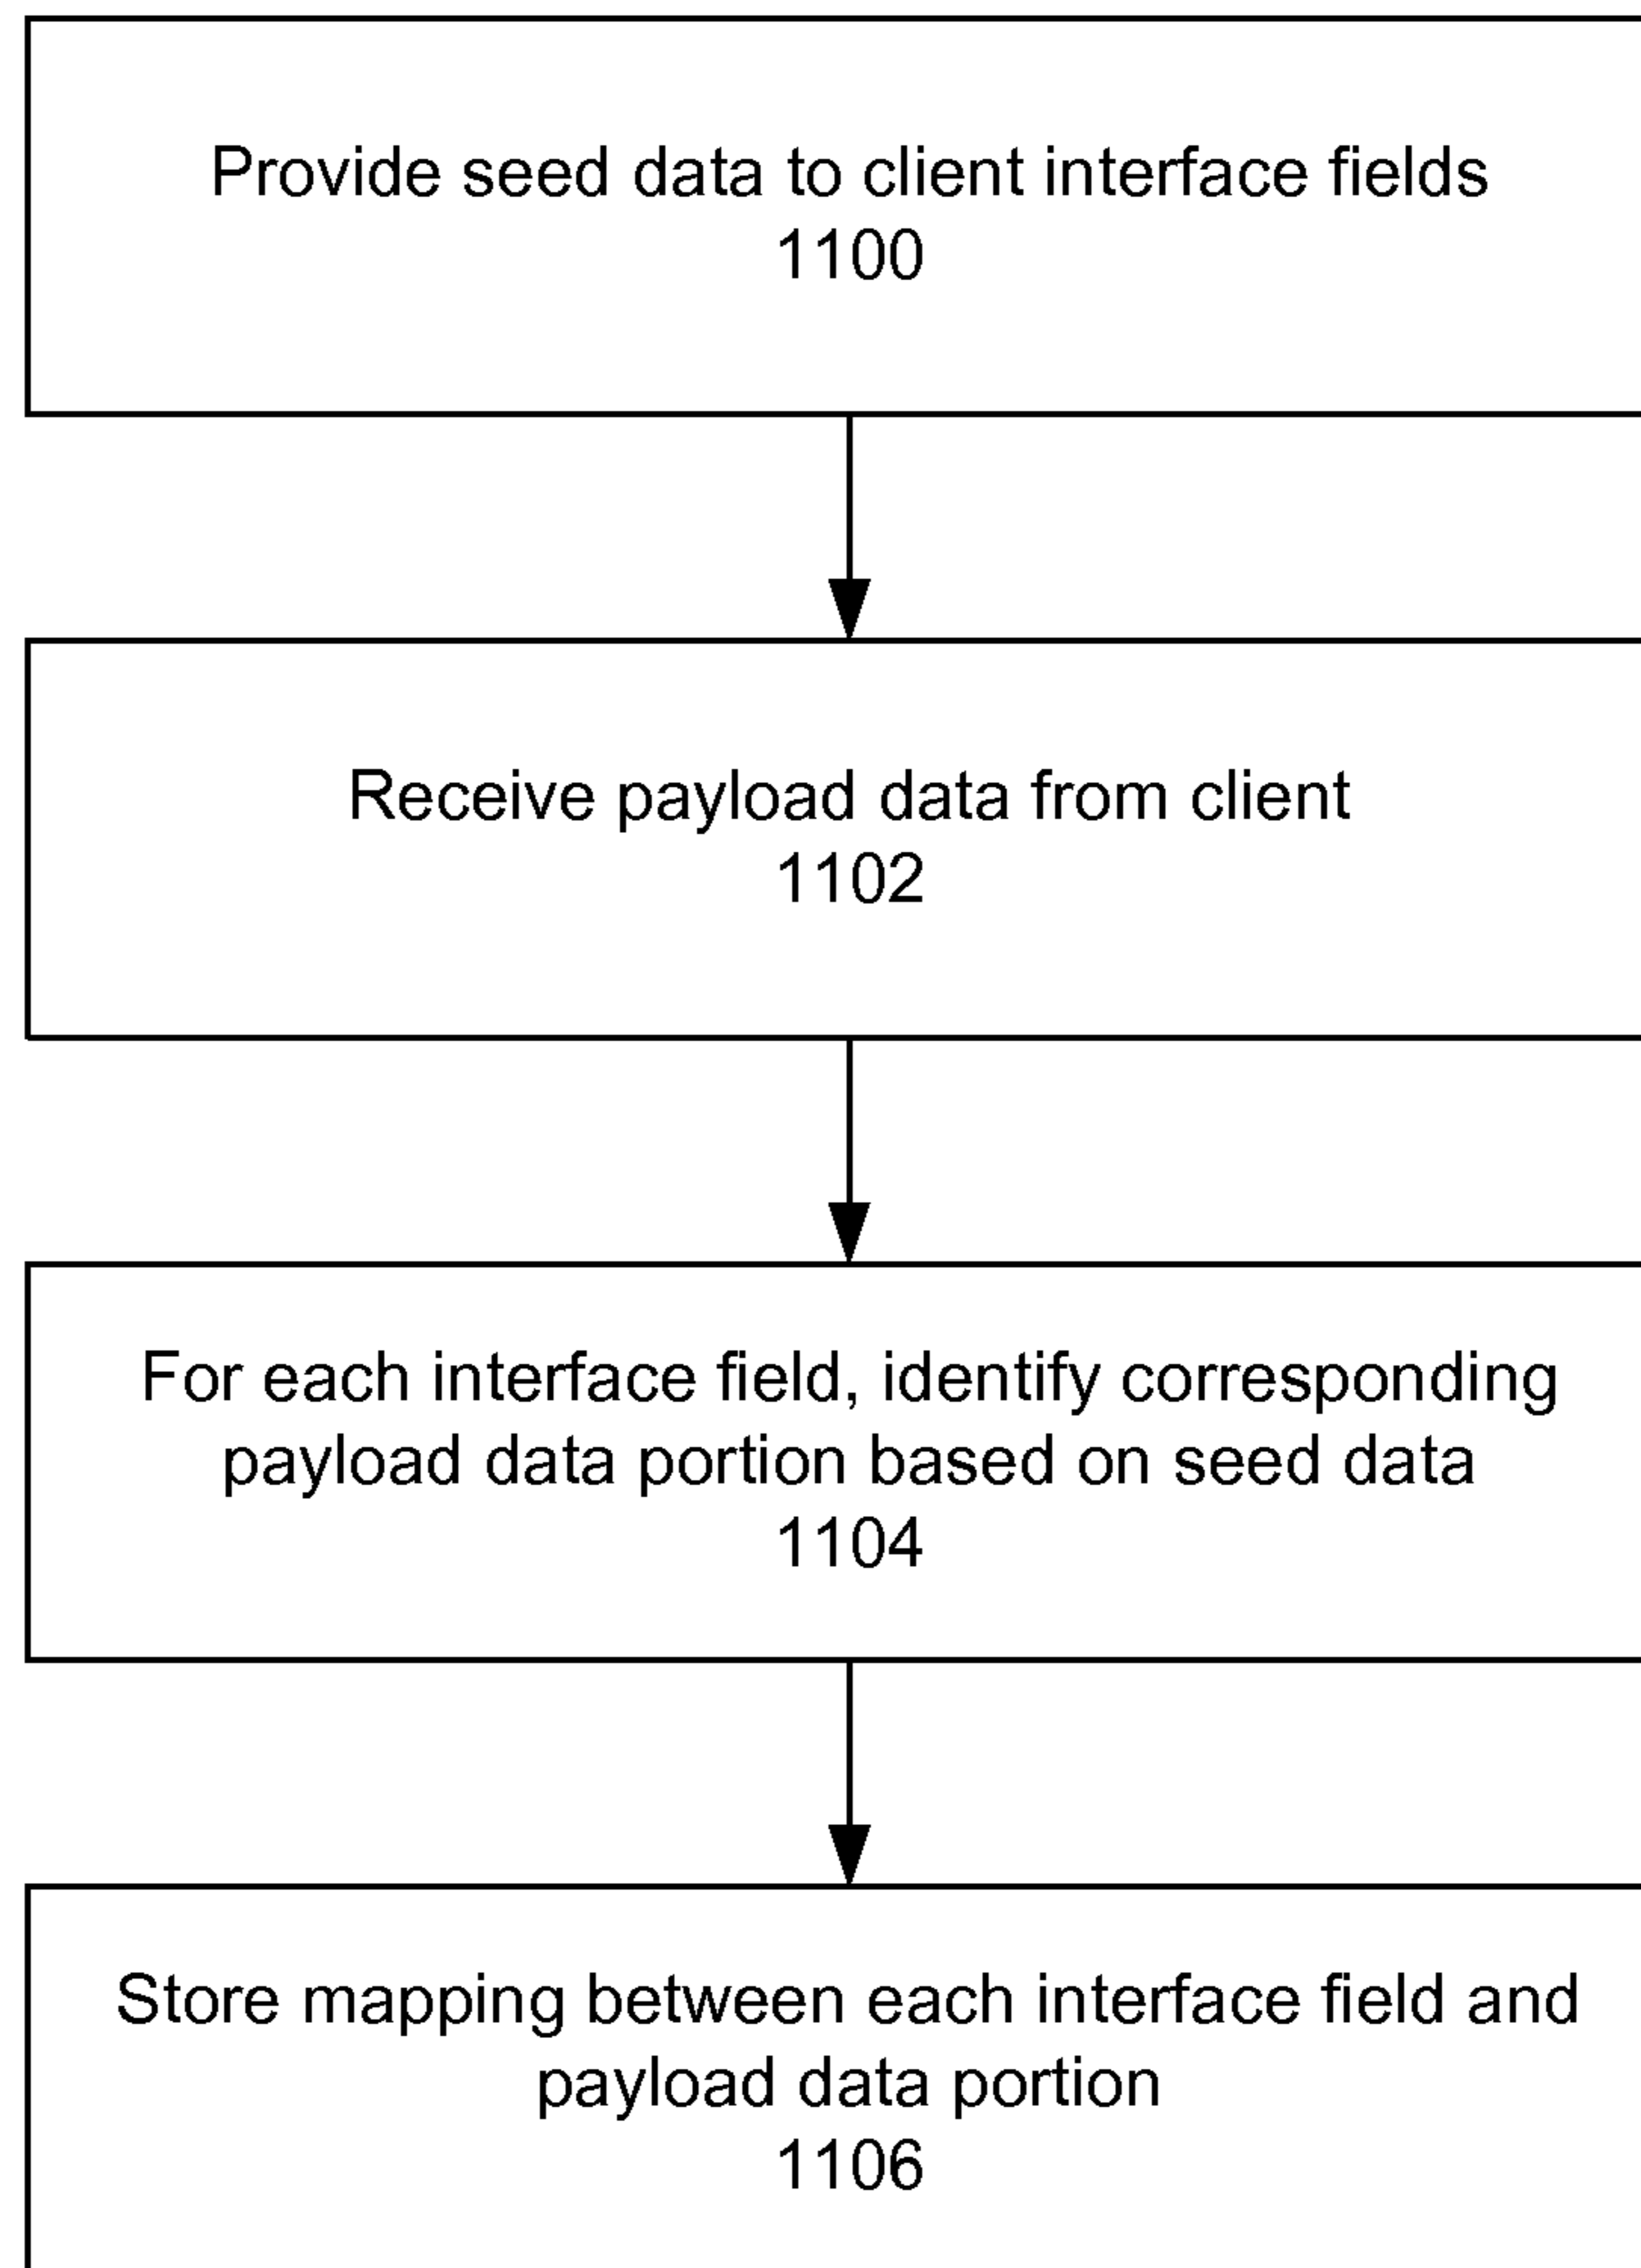 Provide seed data to client interface fields
1100
Receive payload data from client
1102
For each interface field, identify corresponding
payload data portion based on seed data
1104
Store mapping between each interface field and
payload data portion
1106